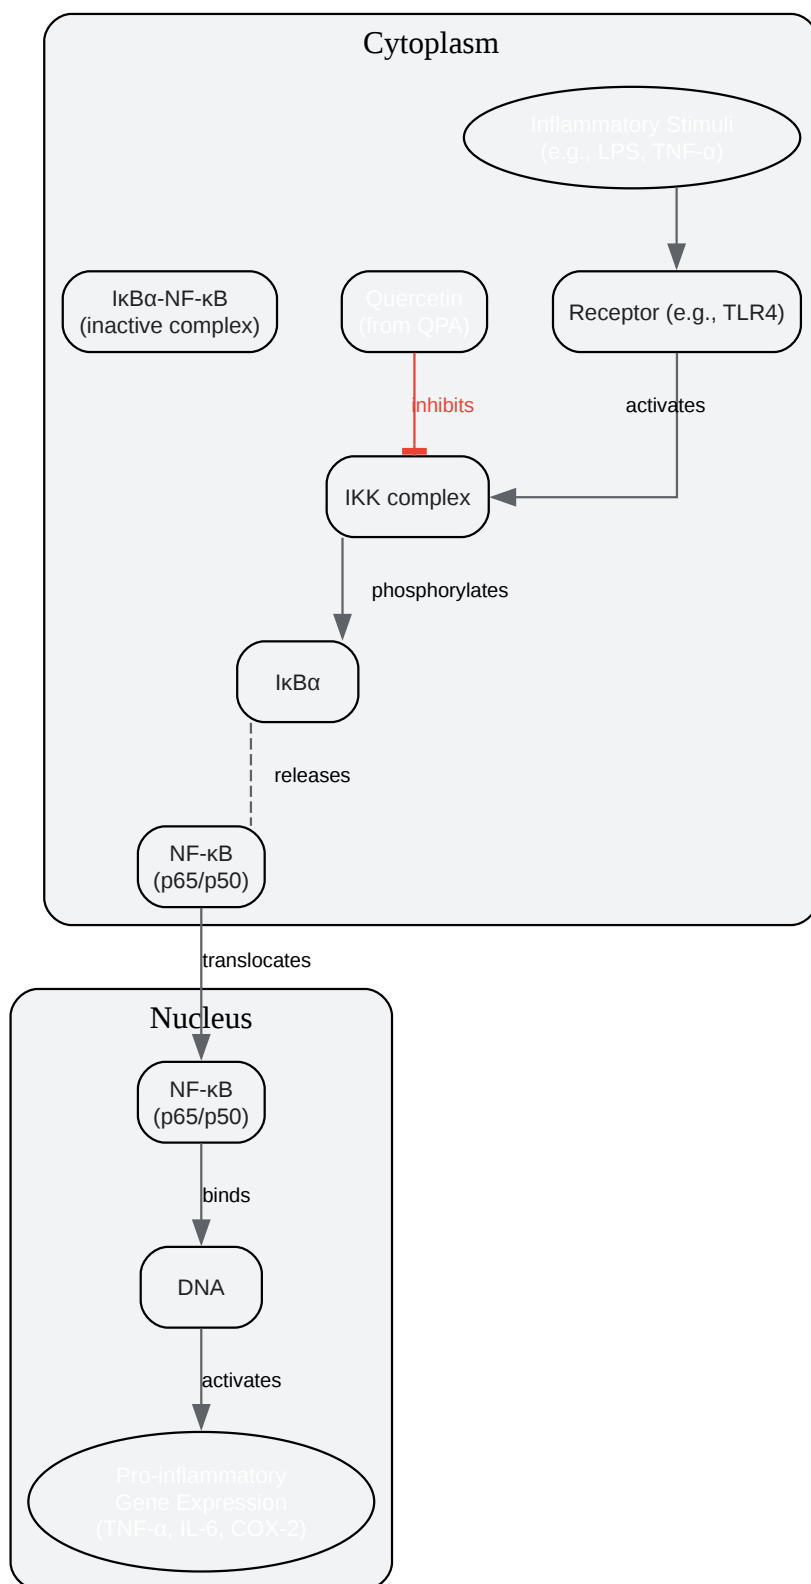 Cytoplasm
Inflammatory Stimuli
(e.g., LPS, TNF-α)
IκBα-NF-κB
(inactive complex)
Quercetin
(from QPA)
Receptor (e.g., TLR4)
inhibits
activates
IKK complex
phosphorylates
IκBα
releases
NF-κB
(p65/p50)
translocates
Nucleus
NF-κB
(p65/p50)
binds
DNA
activates
Pro-inflammatory
Gene Expression
(TNF-α, IL-6, COX-2)